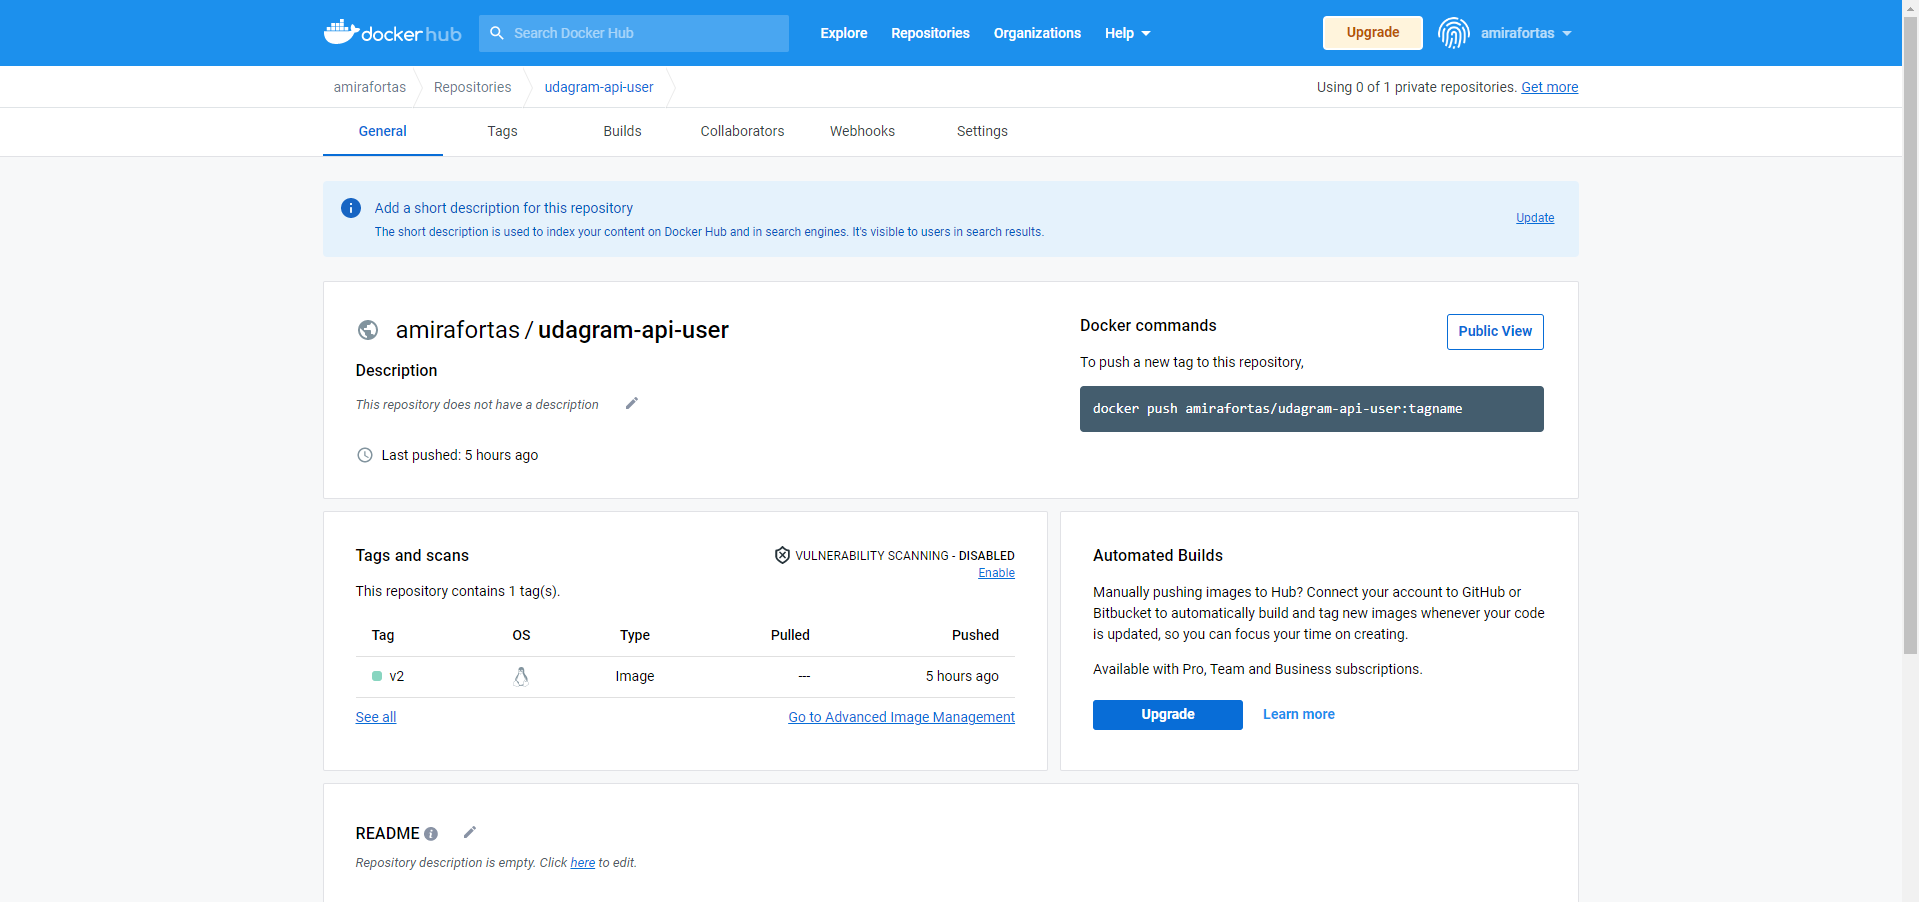 docker hub
Search Docker Hub
Explore
Repositories
Organizations
Help
Upgrade
amirafortas
amirafortas
Repositories
udagram-api-user
Using 0 of 1 private repositories. Get more
General
Tags
Builds
Collaborators
Webhooks
Settings
Add a short description for this repository
The short description is used to index your content on Docker Hub and in search engines. It's visible to users in search results.
Update
amirafortas / udagram-api-user
Description
This repository does not have a description
Last pushed: 5 hours ago
Docker commands
Public View
To push a new tag to this repository,
docker push amirafortas/udagram-api-user:tagname
Tags and scans
VULNERABILITY SCANNING - DISABLED
Enable
This repository contains 1 tag(s).
Tag OS Type Pulled Pushed
v2 Image --- 5 hours ago
See all
Go to Advanced Image Management
Automated Builds
Manually pushing images to Hub? Connect your account to GitHub or
Bitbucket to automatically build and tag new images whenever your code
is updated, so you can focus your time on creating.
Available with Pro, Team and Business subscriptions.
Upgrade
Learn more
README
Repository description is empty. Click here to edit.